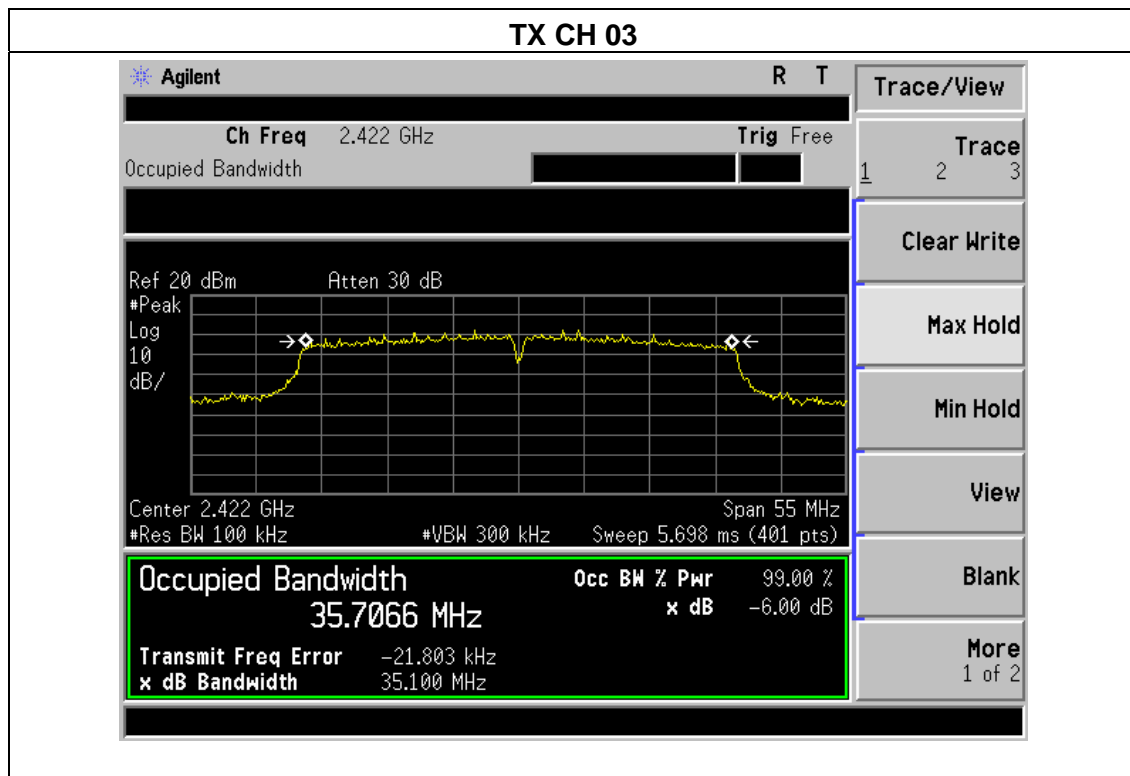 TX CH 03
Agilent R T
Trace/View
Ch Freq 2.422 GHz Trig Free
Occupied Bandwidth
Trace
1 2 3
Clear Write
Ref 20 dBm Atten 30 dB
#Peak
Log
10
dB/
Max Hold
Min Hold
View
Center 2.422 GHz Span 55 MHz
#Res BW 100 kHz #VBW 300 kHz Sweep 5.698 ms (401 pts)
Occupied Bandwidth Occ BW % Pwr 99.00 %
35.7066 MHz x dB -6.00 dB
Blank
Transmit Freq Error -21.803 kHz
x dB Bandwidth 35.100 MHz
More
1 of 2